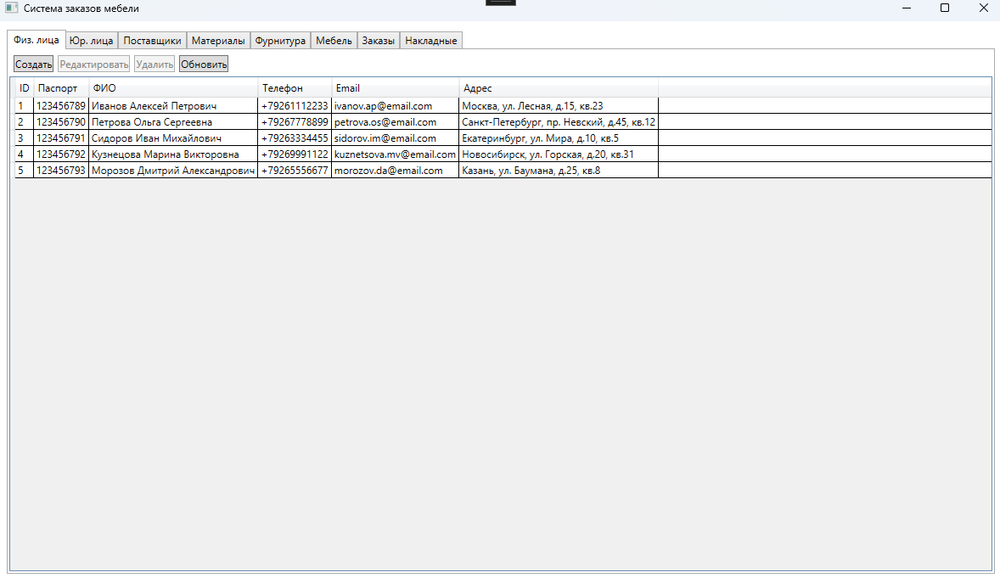 Система заказов мебели
Физ. лица Юр. лица Поставщики Материалы Фурнитура Мебель Заказы Накладные
Создать Редактировать Удалить Обновить
ID Паспорт ФИО Телефон Email Адрес
1 123456789 Иванов Алексей Петрович +79261112233 ivanov.ap@email.com Москва, ул. Лесная, д.15, кв.23
2 123456790 Петрова Ольга Сергеевна +79267778899 petrova.os@email.com Санкт-Петербург, пр. Невский, д.45, кв.12
3 123456791 Сидоров Иван Михайлович +79263334455 sidorov.im@email.com Екатеринбург, ул. Мира, д.10, кв.5
4 123456792 Кузнецова Марина Викторовна +79269991122 kuznetsova.mv@email.com Новосибирск, ул. Горская, д.20, кв.31
5 123456793 Морозов Дмитрий Александрович +79265556677 morozov.da@email.com Казань, ул. Баумана, д.25, кв.8